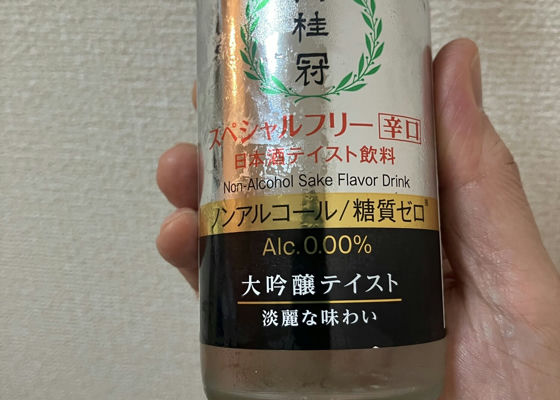 桂
冠
スペシャルフリー 辛口
日本酒テイスト飲料
Non-Alcohol Sake Flavor Drink
ノンアルコール/糖質ゼロ※
Alc.0.00%
大吟醸テイスト
淡麗な味わい